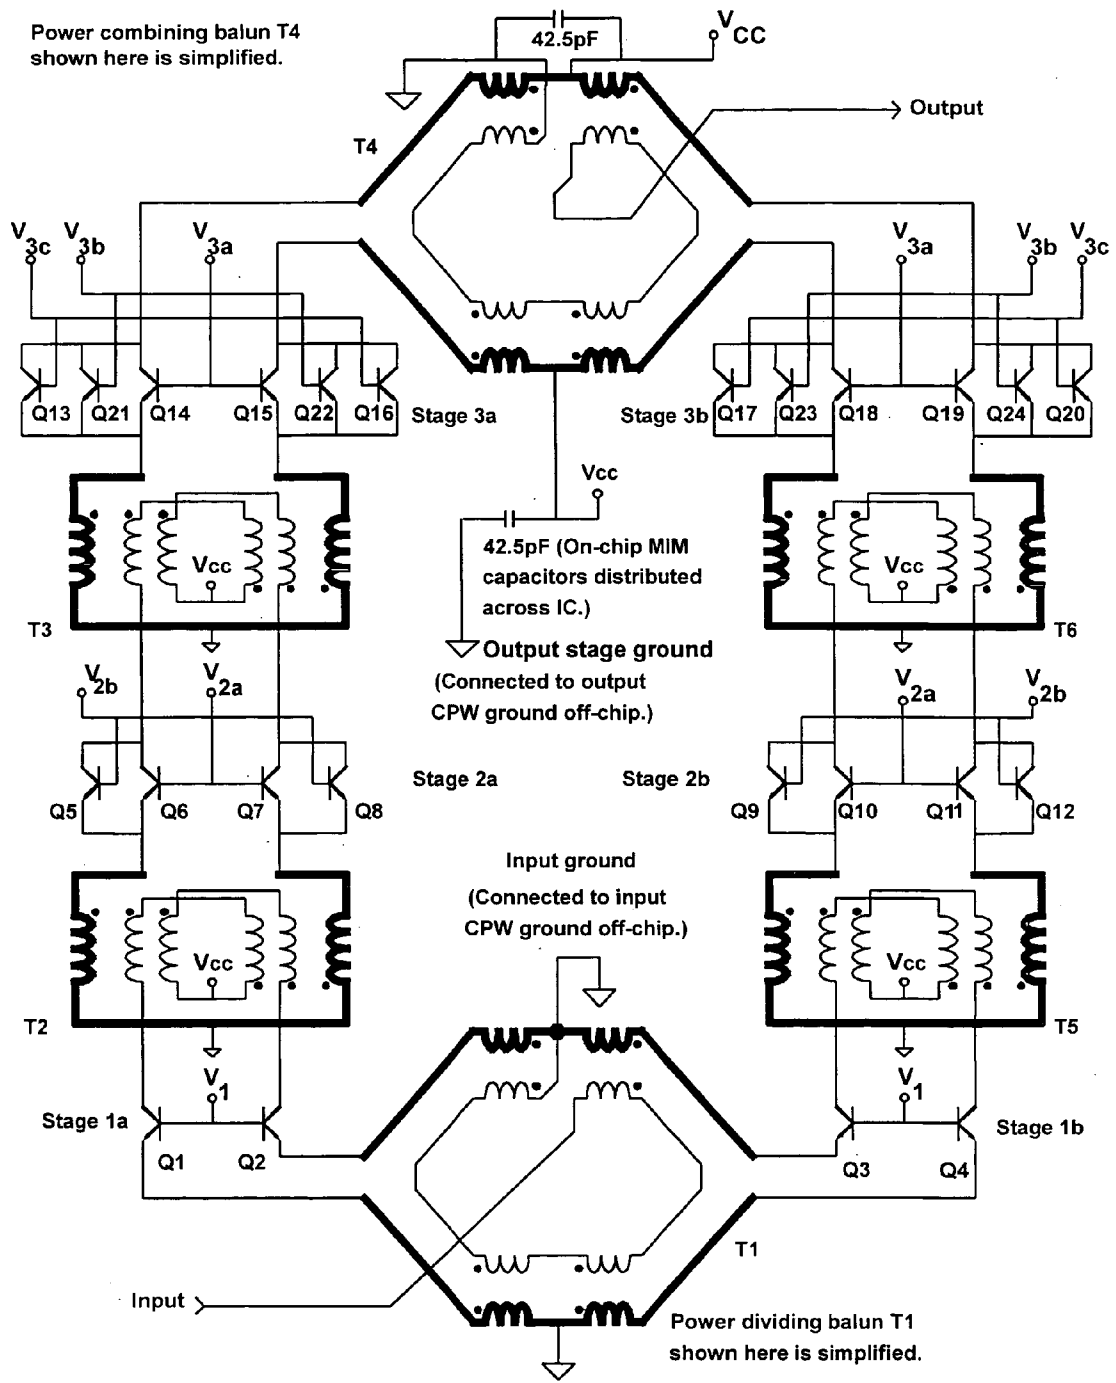 Power combining balun T4
shown here is simplified.
42.5pF
VCC
Output
T4
V3c V3b V3a V3a V3b V3c
Q13 Q21 Q14 Q15 Q22 Q16 Stage 3a Stage 3b Q17 Q23 Q18 Q19 Q24 Q20
Vcc
42.5pF (On-chip MIM
capacitors distributed
across IC.)
Vcc Vcc
T3 T6
Output stage ground
(Connected to output
CPW ground off-chip.)
V2b V2a V2a V2b
Stage 2a Stage 2b
Q5 Q6 Q7 Q8 Q9 Q10 Q11 Q12
Input ground
(Connected to input
CPW ground off-chip.)
Vcc Vcc
T2 T5
V1 V1
Stage 1a Stage 1b
Q1 Q2 Q3 Q4
T1
Input
Power dividing balun T1
shown here is simplified.